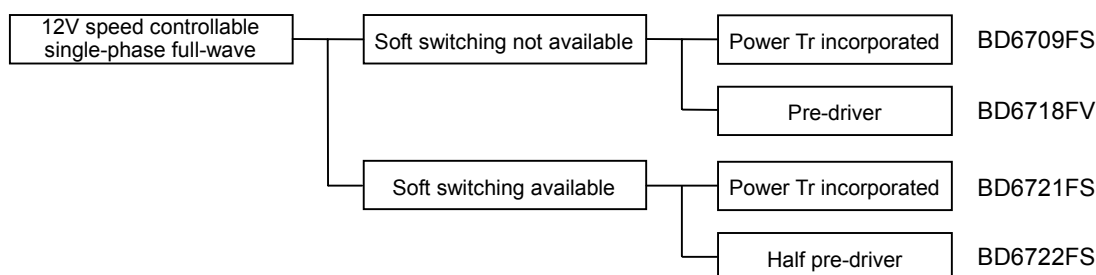 12V speed controllable
single-phase full-wave
Soft switching not available
Power Tr incorporated
BD6709FS
Pre-driver
BD6718FV
Soft switching available
Power Tr incorporated
BD6721FS
Half pre-driver
BD6722FS